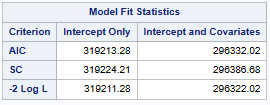 Model Fit Statistics
Criterion Intercept Only Intercept and Covariates
AIC 319213.28 296332.02
SC 319224.21 296386.68
-2 Log L 319211.28 296322.02